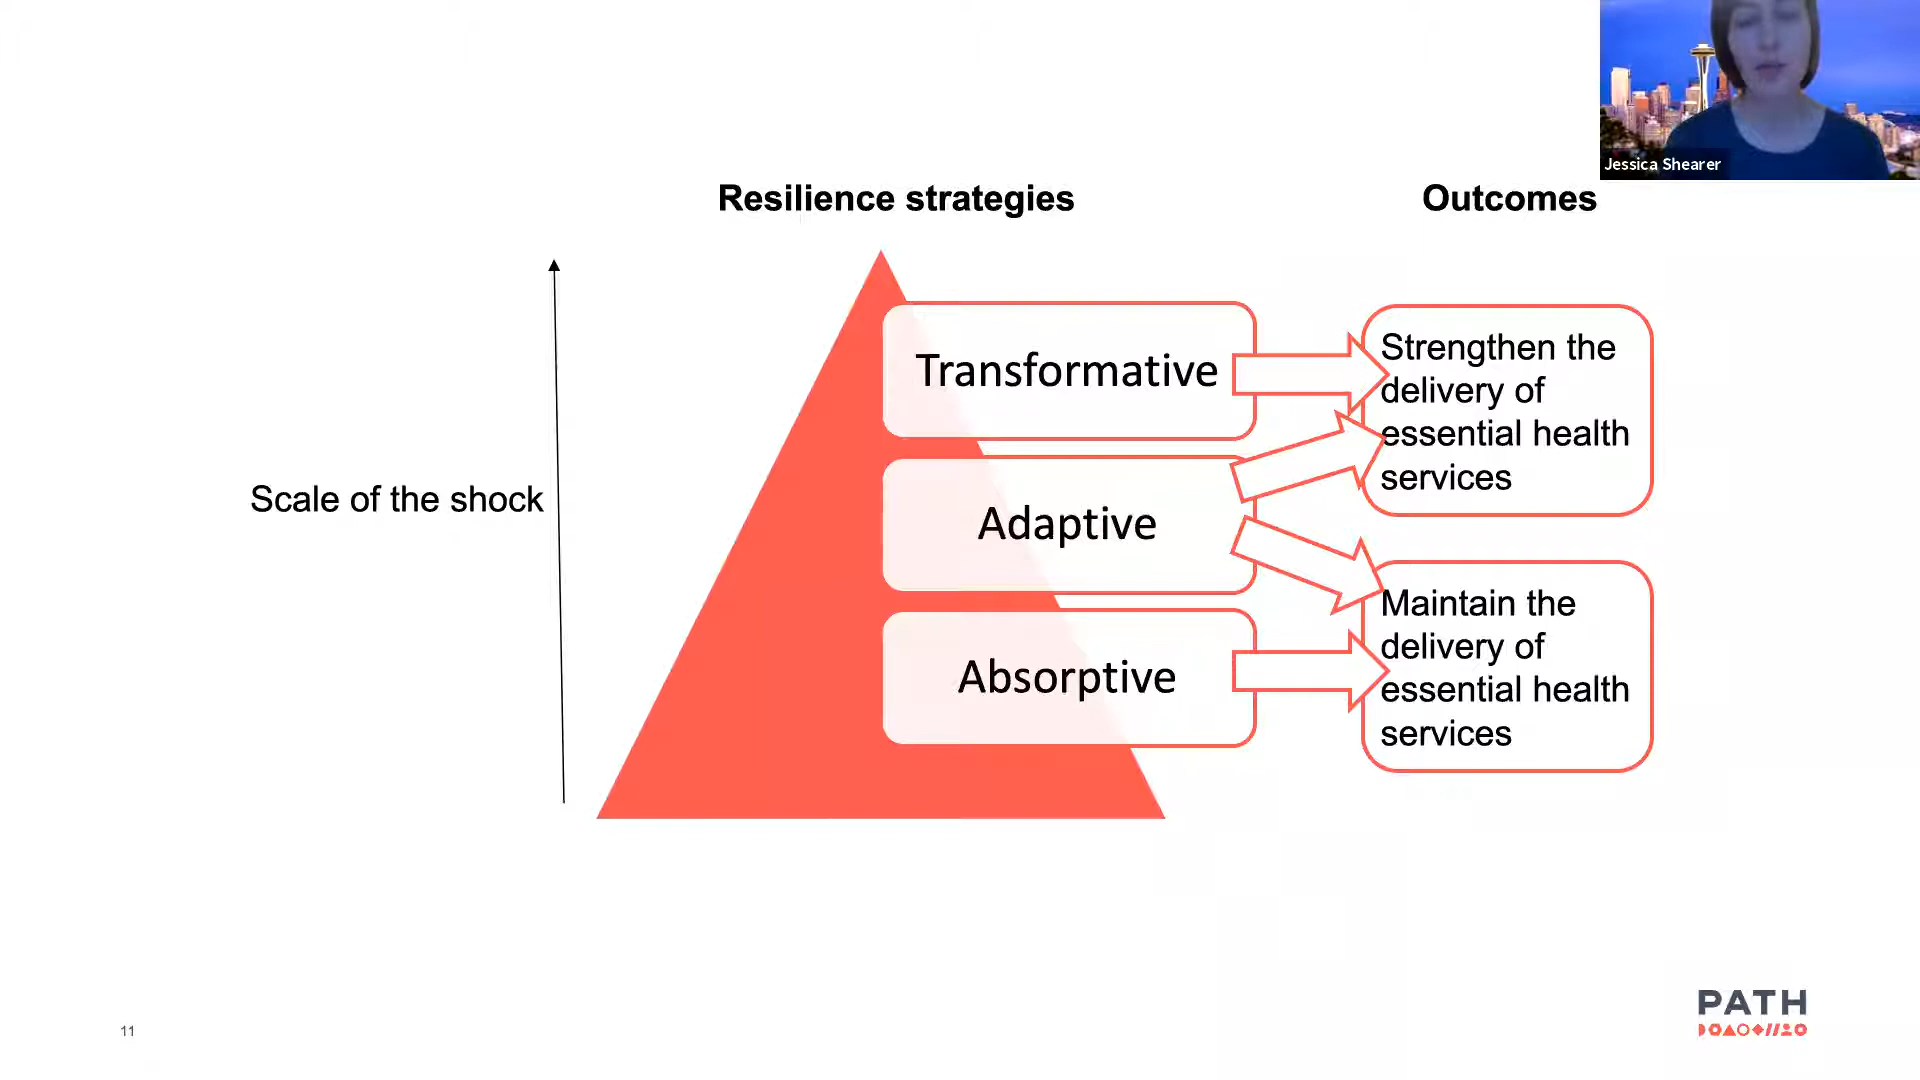 Jessica Shearer
Resilience strategies
Outcomes
Scale of the shock
Transformative
Adaptive
Absorptive
Strengthen the
delivery of
essential health
services
Maintain the
delivery of
essential health
services
11
PATH